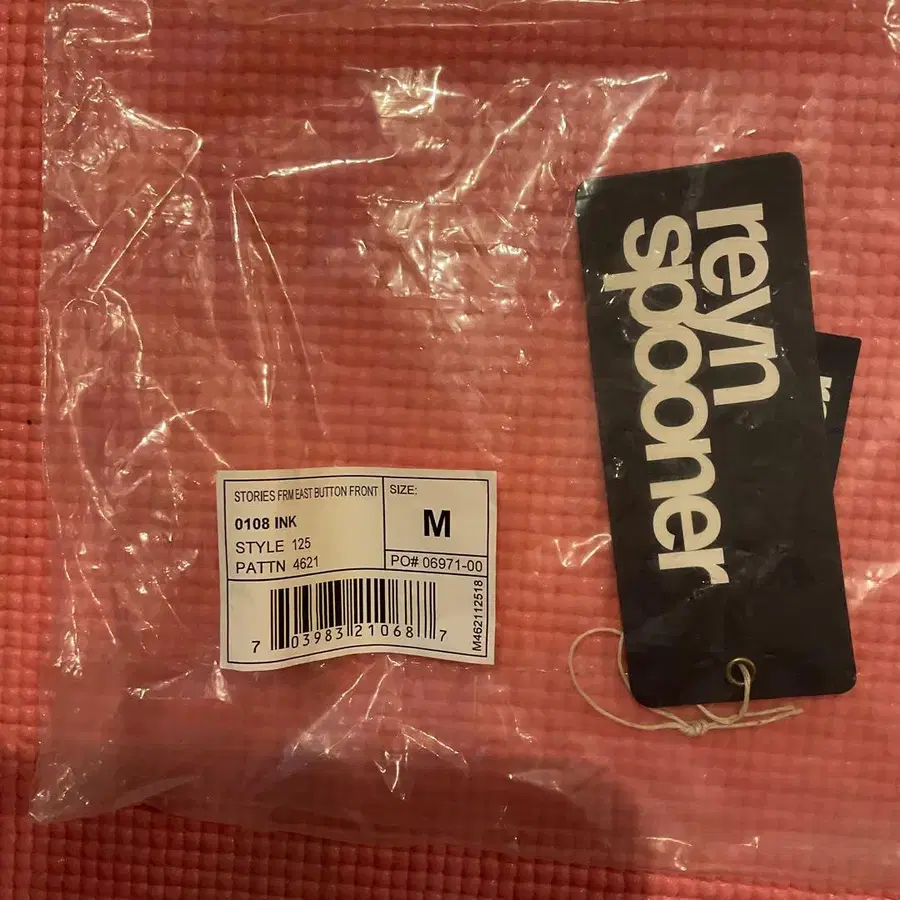 STORIES FRM EAST BUTTON FRONT
0108 INK
STYLE 125
PATTN 4621
SIZE:
M
PO# 06971-00
7 03983 21068 7
M462112518
reyn
spooner